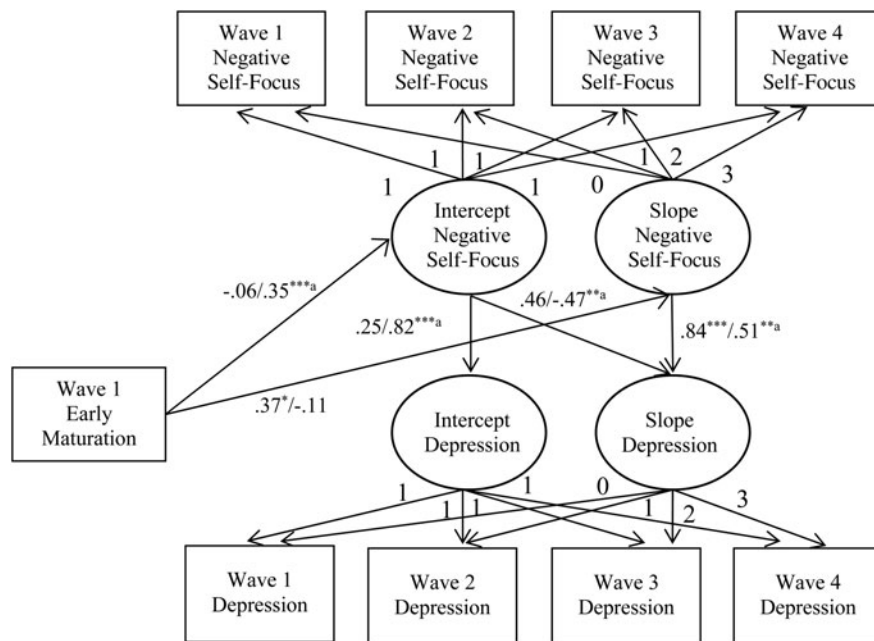 Wave 1
Negative
Self-Focus
Wave 2
Negative
Self-Focus
Wave 3
Negative
Self-Focus
Wave 4
Negative
Self-Focus
1
1
1
1
0
1
2
3
Intercept
Negative
Self-Focus
Slope
Negative
Self-Focus
-.06/.35***a
.46/-.47**a
.25/.82***a
.84***/.51**a
Wave 1
Early
Maturation
.37*/-.11
Intercept
Depression
Slope
Depression
1
1
1
1
0
1
2
3
Wave 1
Depression
Wave 2
Depression
Wave 3
Depression
Wave 4
Depression